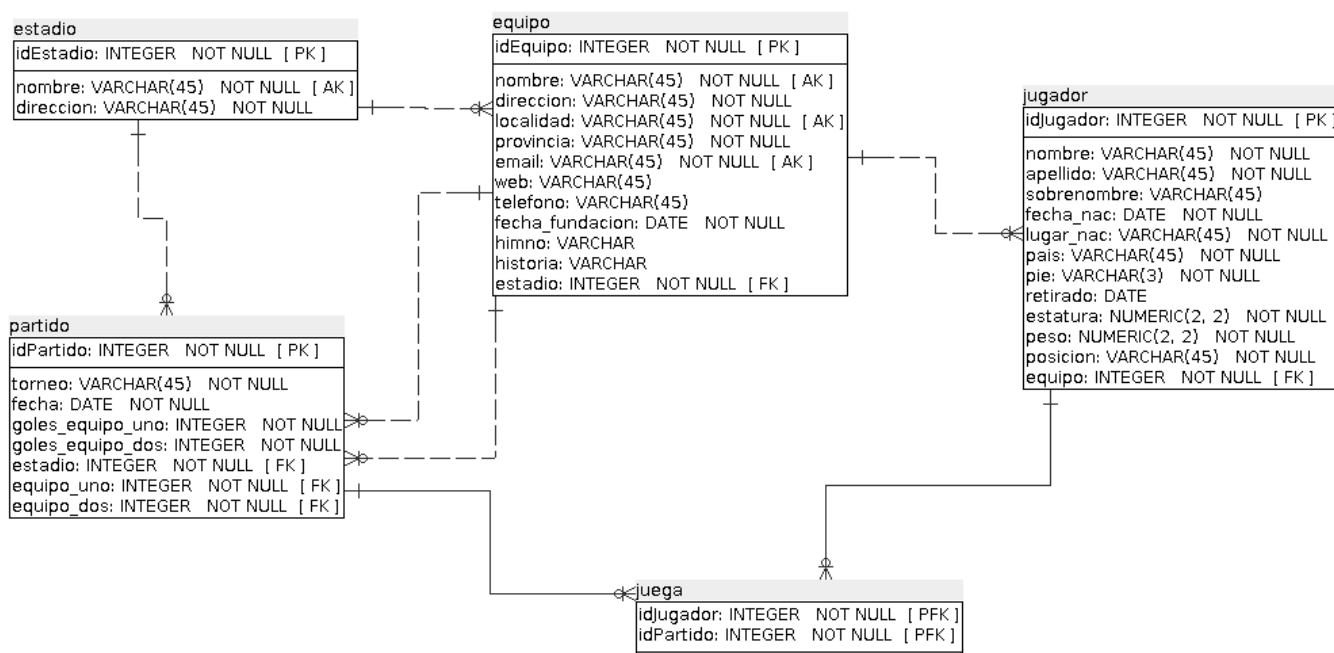 estadio
idEstadio: INTEGER NOT NULL [ PK ]
nombre: VARCHAR(45) NOT NULL [ AK ]
direccion: VARCHAR(45) NOT NULL
equipo
idEquipo: INTEGER NOT NULL [ PK ]
nombre: VARCHAR(45) NOT NULL [ AK ]
direccion: VARCHAR(45) NOT NULL
localidad: VARCHAR(45) NOT NULL [ AK ]
provincia: VARCHAR(45) NOT NULL
email: VARCHAR(45) NOT NULL [ AK ]
web: VARCHAR(45)
telefono: VARCHAR(45)
fecha_fundacion: DATE NOT NULL
himno: VARCHAR
historia: VARCHAR
estadio: INTEGER NOT NULL [ FK ]
jugador
idJugador: INTEGER NOT NULL [ PK ]
nombre: VARCHAR(45) NOT NULL
apellido: VARCHAR(45) NOT NULL
sobrenombre: VARCHAR(45)
fecha_nac: DATE NOT NULL
lugar_nac: VARCHAR(45) NOT NULL
pais: VARCHAR(45) NOT NULL
pie: VARCHAR(3) NOT NULL
retirado: DATE
estatura: NUMERIC(2, 2) NOT NULL
peso: NUMERIC(2, 2) NOT NULL
posicion: VARCHAR(45) NOT NULL
equipo: INTEGER NOT NULL [ FK ]
partido
idPartido: INTEGER NOT NULL [ PK ]
torneo: VARCHAR(45) NOT NULL
fecha: DATE NOT NULL
goles_equipo_uno: INTEGER NOT NULL
goles_equipo_dos: INTEGER NOT NULL
estadio: INTEGER NOT NULL [ FK ]
equipo_uno: INTEGER NOT NULL [ FK ]
equipo_dos: INTEGER NOT NULL [ FK ]
juega
idJugador: INTEGER NOT NULL [ PFK ]
idPartido: INTEGER NOT NULL [ PFK ]